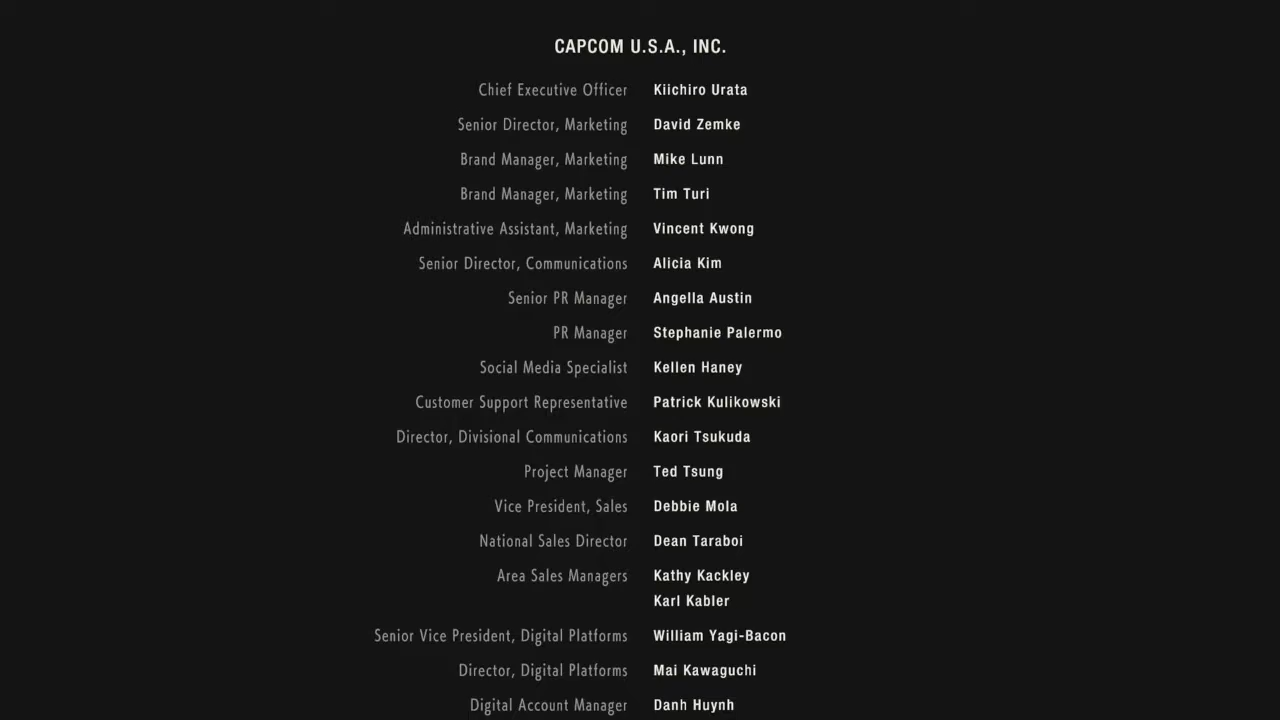 CAPCOM U.S.A., INC.
Chief Executive Officer Kiichiro Urata
Senior Director, Marketing David Zemke
Brand Manager, Marketing Mike Lunn
Brand Manager, Marketing Tim Turi
Administrative Assistant, Marketing Vincent Kwong
Senior Director, Communications Alicia Kim
Senior PR Manager Angella Austin
PR Manager Stephanie Palermo
Social Media Specialist Kellen Haney
Customer Support Representative Patrick Kulikowski
Director, Divisional Communications Kaori Tsukuda
Project Manager Ted Tsung
Vice President, Sales Debbie Mola
National Sales Director Dean Taraboi
Area Sales Managers Kathy Kackley
Karl Kabler
Senior Vice President, Digital Platforms William Yagi-Bacon
Director, Digital Platforms Mai Kawaguchi
Digital Account Manager Danh Huynh